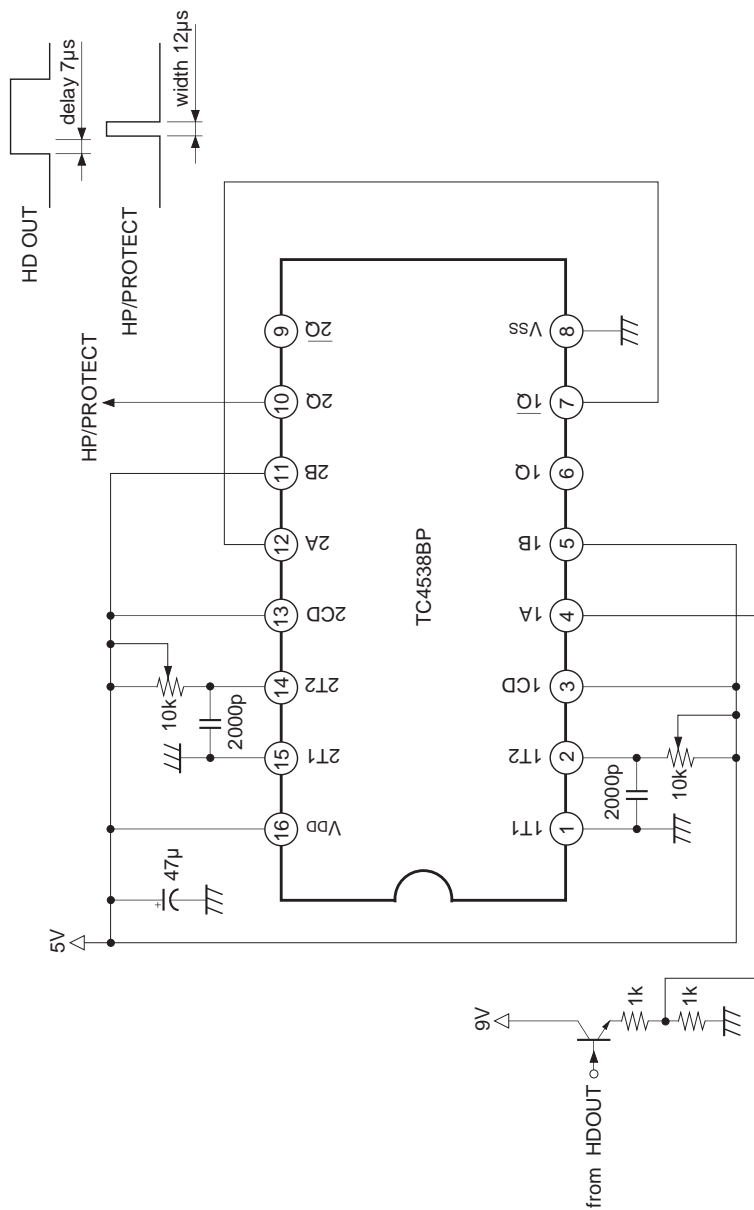 HD OUT
delay 7μs
HP/PROTECT
width 12μs
HP/PROTECT
5V
47μ
10k
2000p
16
15
14
13
12
11
10
9
VDD
2T1
2T2
2CD
2A
2B
2Q
2Q
TC4538BP
1T1
1T2
1CD
1A
1B
1Q
1Q
VSS
1
2
3
4
5
6
7
8
2000p
10k
9V
1k
1k
from HDOUT